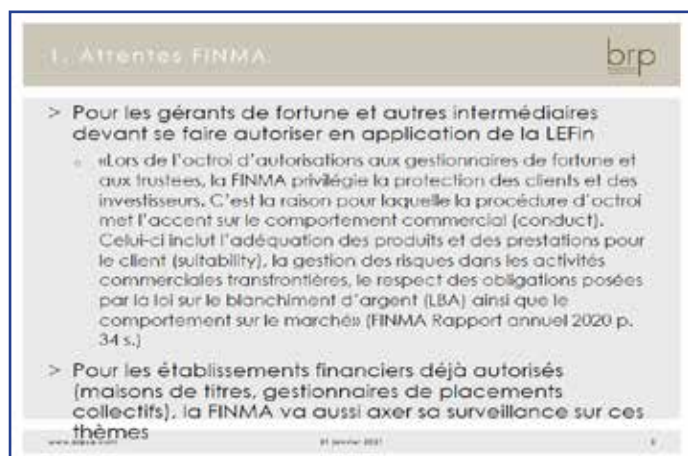 1. Attentes FINMA
brp
> Pour les gérants de fortune et autres intermédiaires
devant se faire autoriser en application de la LEFin
«Lors de l'octroi d'autorisations aux gestionnaires de fortune et
aux trustees, la FINMA privilégie la protection des clients et des
investisseurs. C'est la raison pour laquelle la procédure d'octroi
met l'accent sur le comportement commercial (conduct).
Celui-ci inclut l'adéquation des produits et des prestations pour
le client (suitability), la gestion des risques dans les activités
commerciales transfrontières, le respect des obligations posées
par la loi sur le blanchiment d'argent (LBA) ainsi que le
comportement sur le marché» (FINMA Rapport annuel 2020 p.
34 s.)
> Pour les établissements financiers déjà autorisés
(maisons de titres, gestionnaires de placements
collectifs), la FINMA va aussi axer sa surveillance sur ces
thèmes